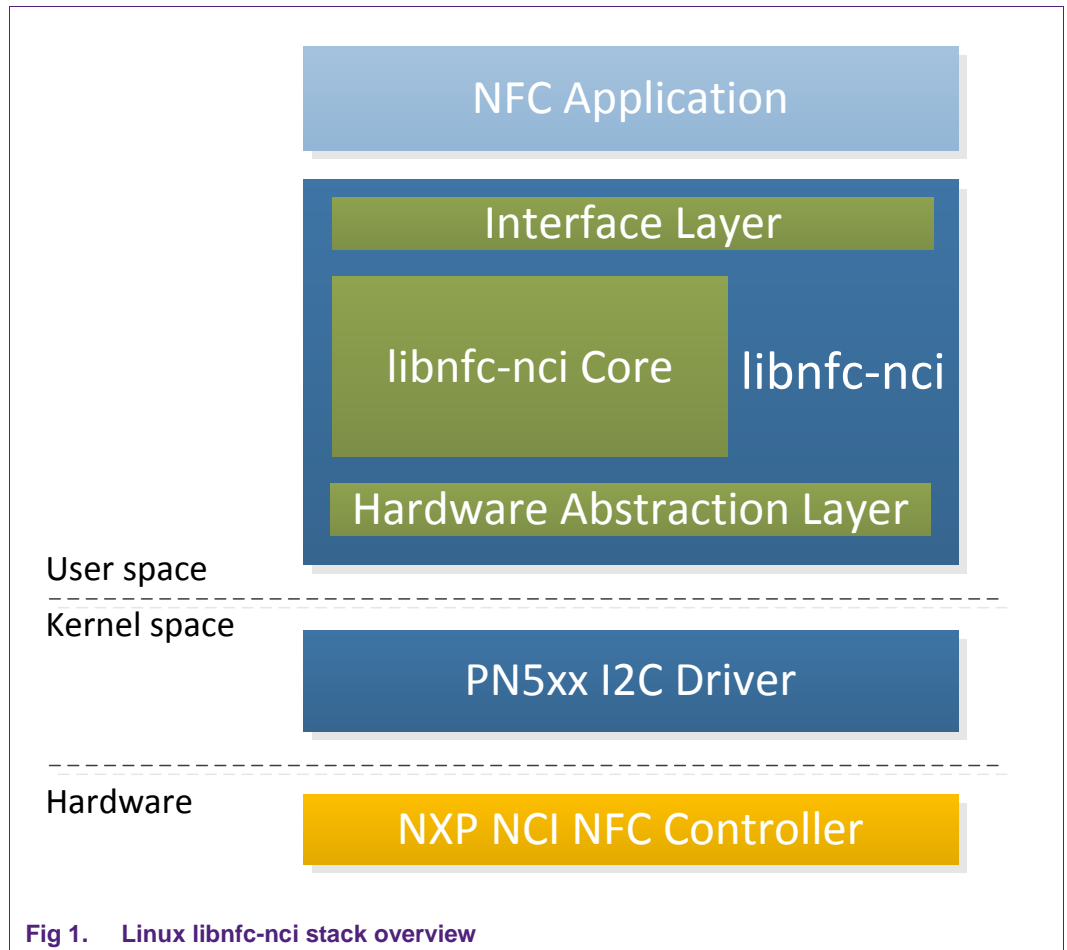 NFC Application
Interface Layer
libnfc-nci Core
libnfc-nci
Hardware Abstraction Layer
User space
Kernel space
PN5xx I2C Driver
Hardware
NXP NCI NFC Controller
Fig 1. Linux libnfc-nci stack overview